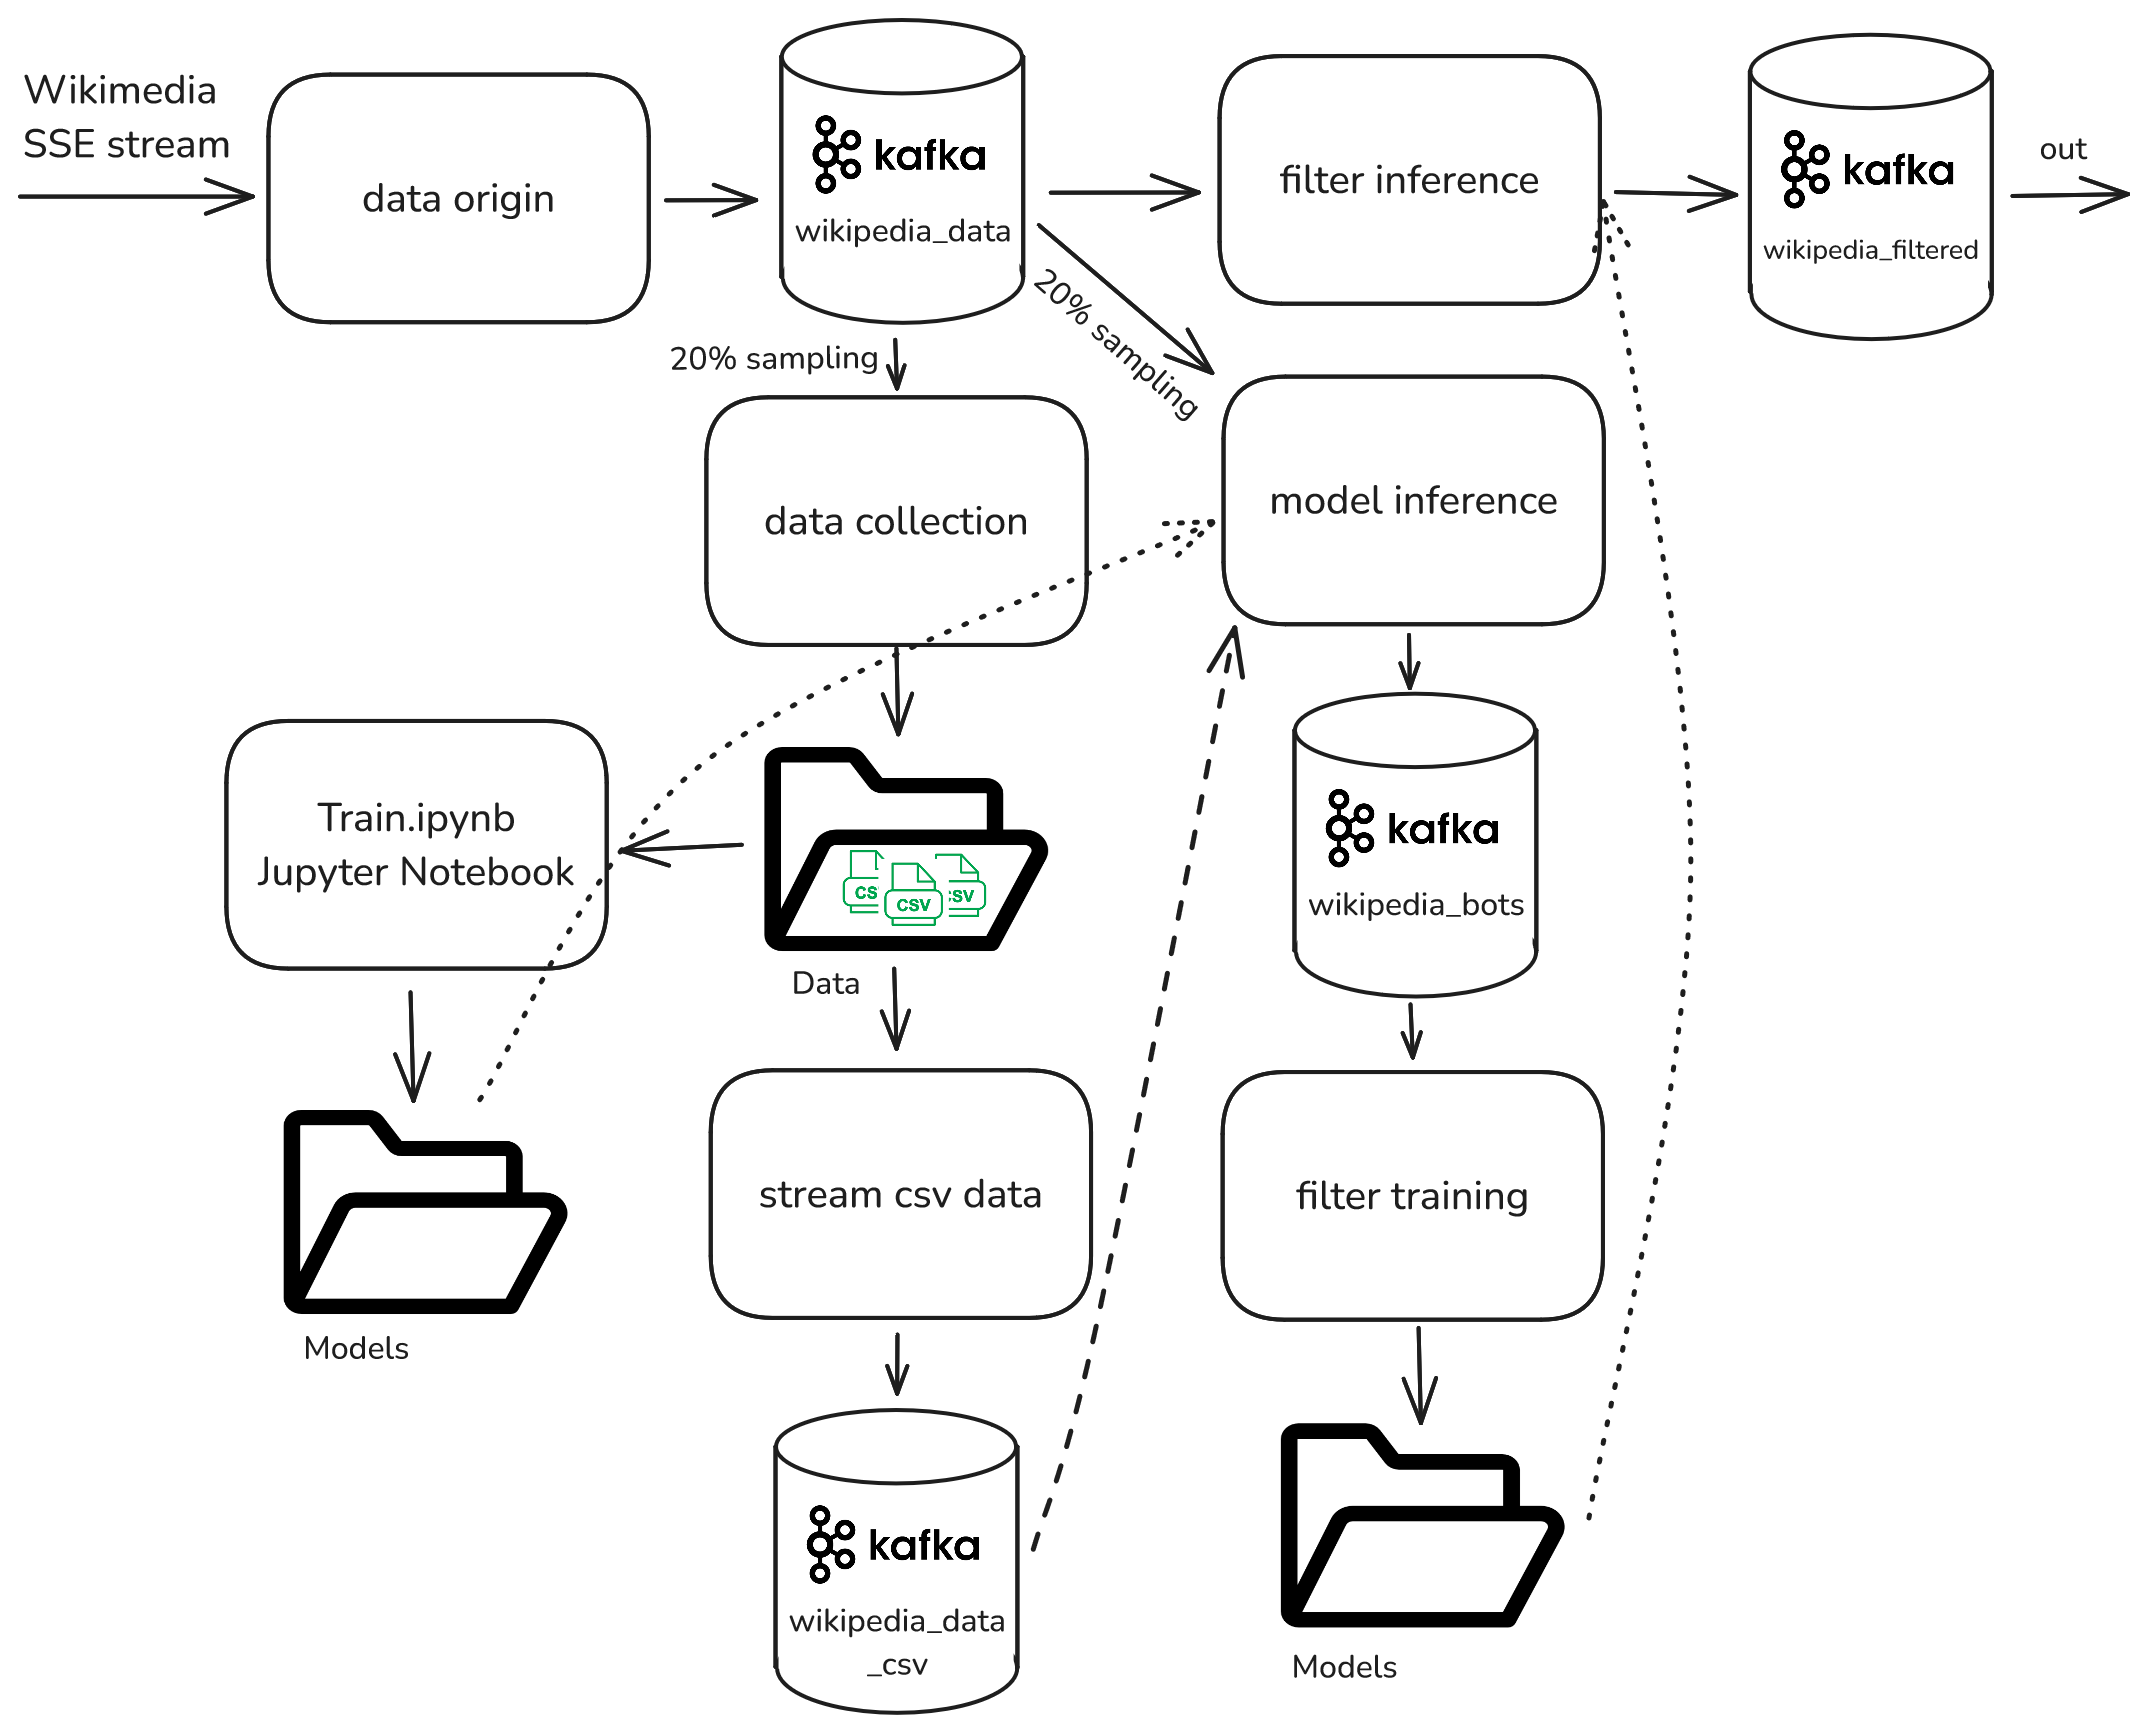 Wikimedia
SSE stream
data origin
kafka
wikipedia_data
filter inference
kafka
wikipedia_filtered
out
20% sampling
20% sampling
data collection
model inference
Train.ipynb
Jupyter Notebook
CS
CSV
SV
Data
kafka
wikipedia_bots
Models
stream csv data
filter training
kafka
wikipedia_data
_csv
Models